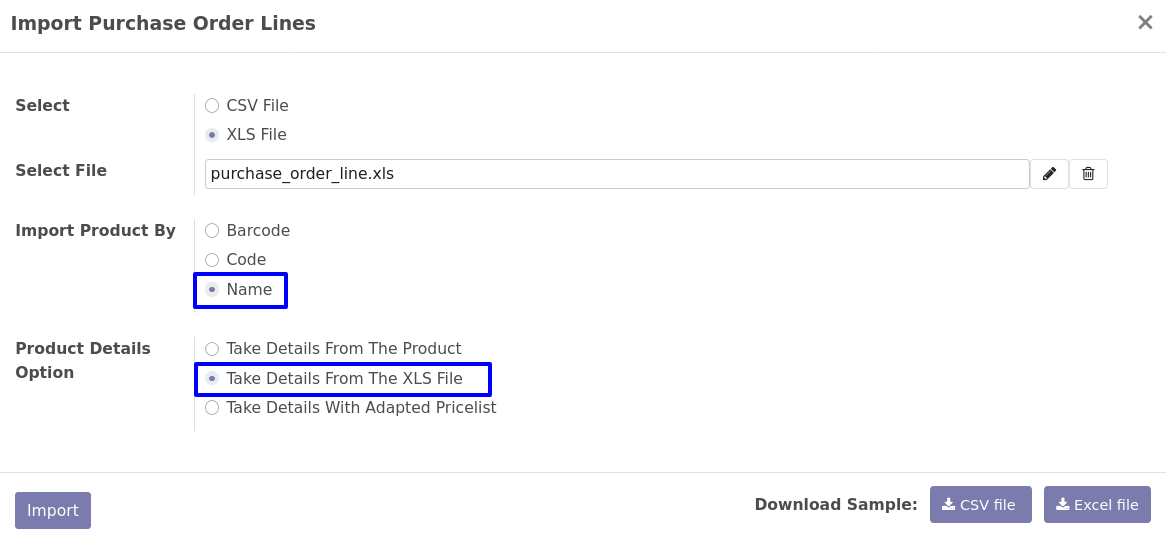 Import Purchase Order Lines
Select
CSV File
XLS File
Select File
purchase_order_line.xls
Import Product By
Barcode
Code
Name
Product Details
Option
Take Details From The Product
Take Details From The XLS File
Take Details With Adapted Pricelist
Import
Download Sample:
CSV file
Excel file